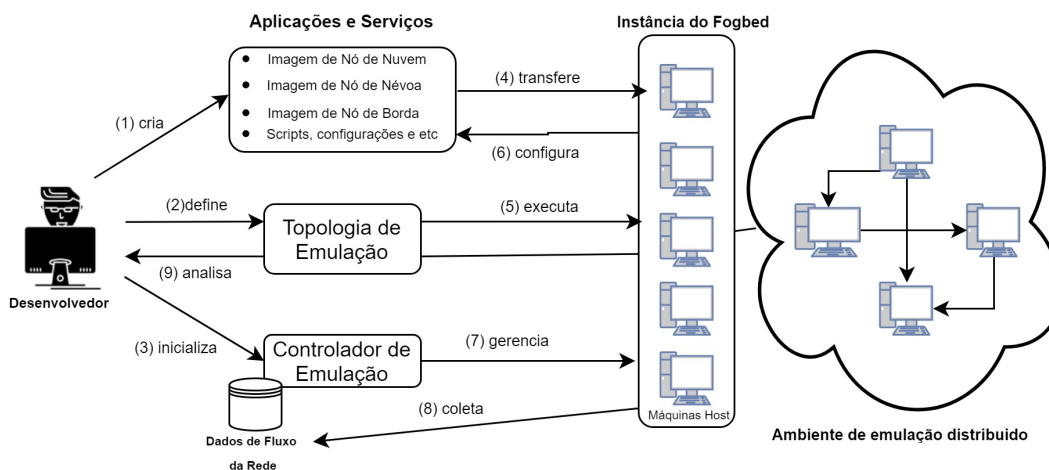 Aplicações e Serviços
Instância do Fogbed
Imagem de Nó de Nuvem
Imagem de Nó de Névoa
Imagem de Nó de Borda
Scripts, configurações e etc
(1) cria
(4) transfere
(6) configura
(2)define
Topologia de
Emulação
(5) executa
(9) analisa
Desenvolvedor
(3) inicializa
Controlador de
Emulação
(7) gerencia
(8) coleta
Dados de Fluxo
da Rede
Máquinas Host
Ambiente de emulação distribuido